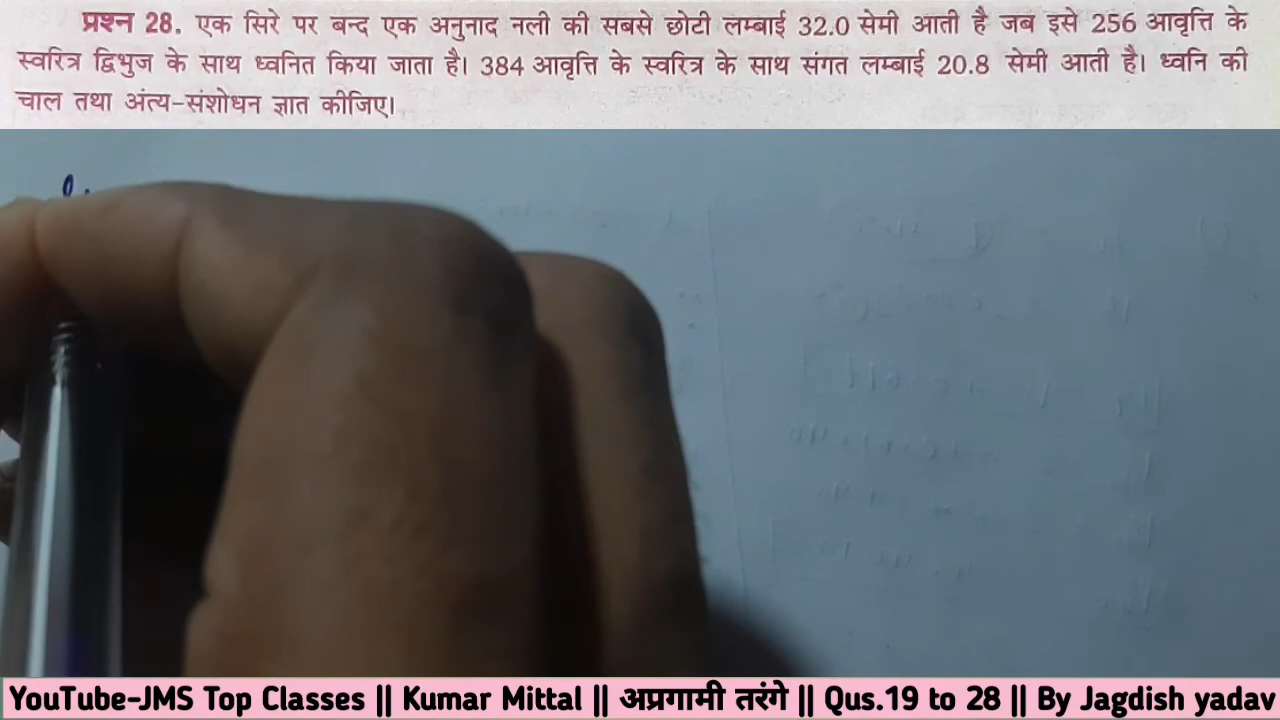 प्रश्न 28. एक सिरे पर बन्द एक अनुनाद नली की सबसे छोटी लम्बाई 32.0 सेमी आती है जब इसे 256 आवृत्ति के
स्वरित्र द्विभुज के साथ ध्वनित किया जाता है। 384 आवृत्ति के स्वरित्र के साथ संगत लम्बाई 20.8 सेमी आती है। ध्वनि की
चाल तथा अंत्य-संशोधन ज्ञात कीजिए।
YouTube-JMS Top Classes || Kumar Mittal || अप्रगामी तरंगे || Qus.19 to 28 || By Jagdish yadav